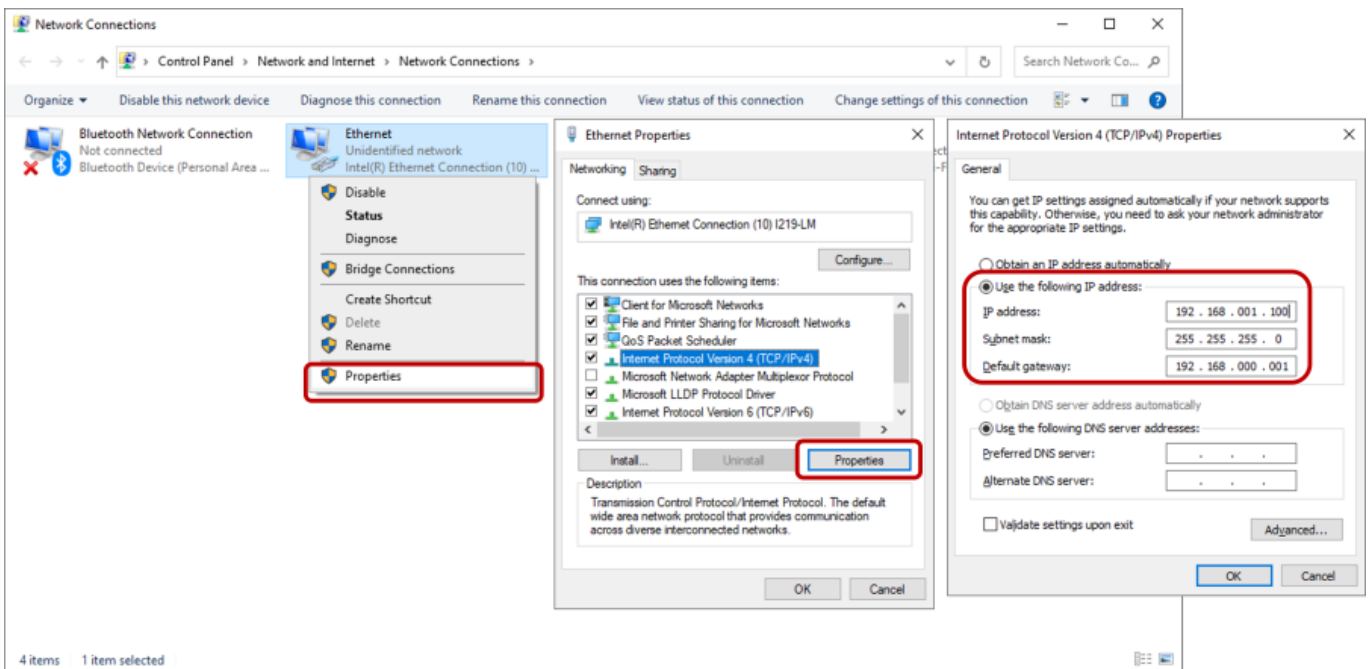 Network Connections
Control Panel > Network and Internet > Network Connections >
Search Network Co...
Organize
Disable this network device
Diagnose this connection
Rename this connection
View status of this connection
Change settings of this connection
Bluetooth Network Connection
Not connected
Bluetooth Device (Personal Area ...
Ethernet
Unidentified network
Intel(R) Ethernet Connection (10) ...
Disable
Status
Diagnose
Bridge Connections
Create Shortcut
Delete
Rename
Properties
Ethernet Properties
Networking
Sharing
Connect using:
Intel(R) Ethernet Connection (10) I219-LM
Configure...
This connection uses the following items:
Client for Microsoft Networks
File and Printer Sharing for Microsoft Networks
QoS Packet Scheduler
Internet Protocol Version 4 (TCP/IPv4)
Microsoft Network Adapter Multiplexor Protocol
Microsoft LLDP Protocol Driver
Internet Protocol Version 6 (TCP/IPv6)
Install...
Uninstall
Properties
Description
Transmission Control Protocol/Internet Protocol. The default
wide area network protocol that provides communication
across diverse interconnected networks.
OK
Cancel
Internet Protocol Version 4 (TCP/IPv4) Properties
General
You can get IP settings assigned automatically if your network supports
this capability. Otherwise, you need to ask your network administrator
for the appropriate IP settings.
Obtain an IP address automatically
Use the following IP address:
IP address:
192 . 168 . 001 . 100
Subnet mask:
255 . 255 . 255 . 0
Default gateway:
192 . 168 . 000 . 001
Obtain DNS server address automatically
Use the following DNS server addresses:
Preferred DNS server:
. . .
Alternate DNS server:
. . .
Validate settings upon exit
Advanced...
OK
Cancel
4 items
1 item selected